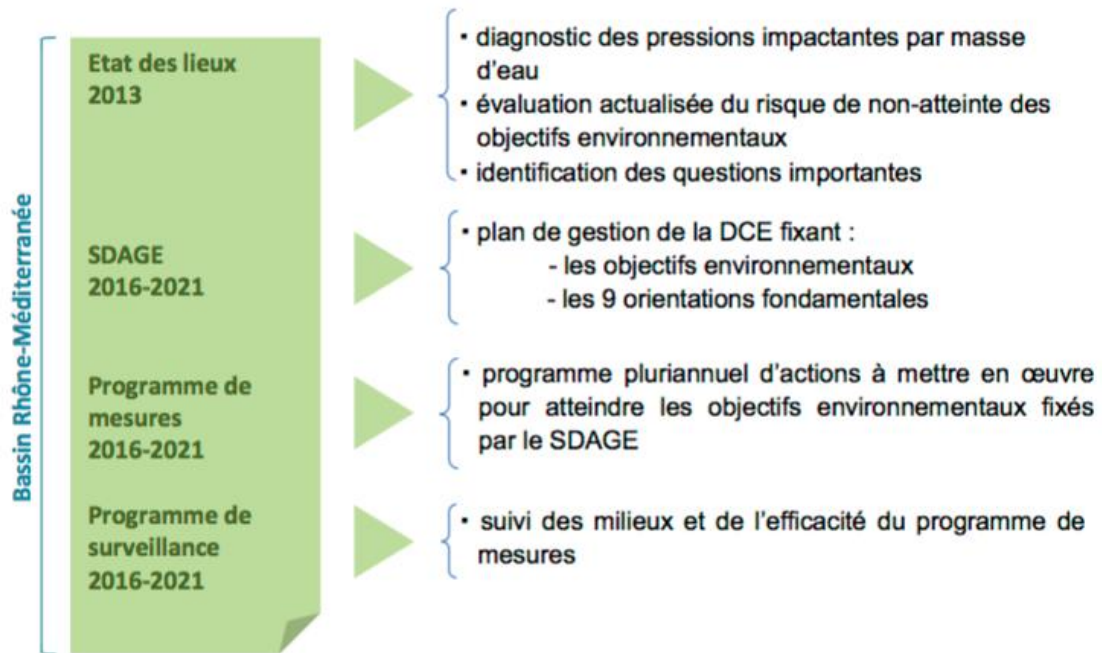 Bassin Rhône-Méditerranée
Etat des lieux
2013
▪ diagnostic des pressions impactantes par masse
d'eau
▪ évaluation actualisée du risque de non-atteinte des
objectifs environnementaux
▪ identification des questions importantes
SDAGE
2016-2021
▪ plan de gestion de la DCE fixant :
- les objectifs environnementaux
- les 9 orientations fondamentales
Programme de
mesures
2016-2021
▪ programme pluriannuel d'actions à mettre en œuvre
pour atteindre les objectifs environnementaux fixés
par le SDAGE
Programme de
surveillance
2016-2021
▪ suivi des milieux et de l'efficacité du programme de
mesures